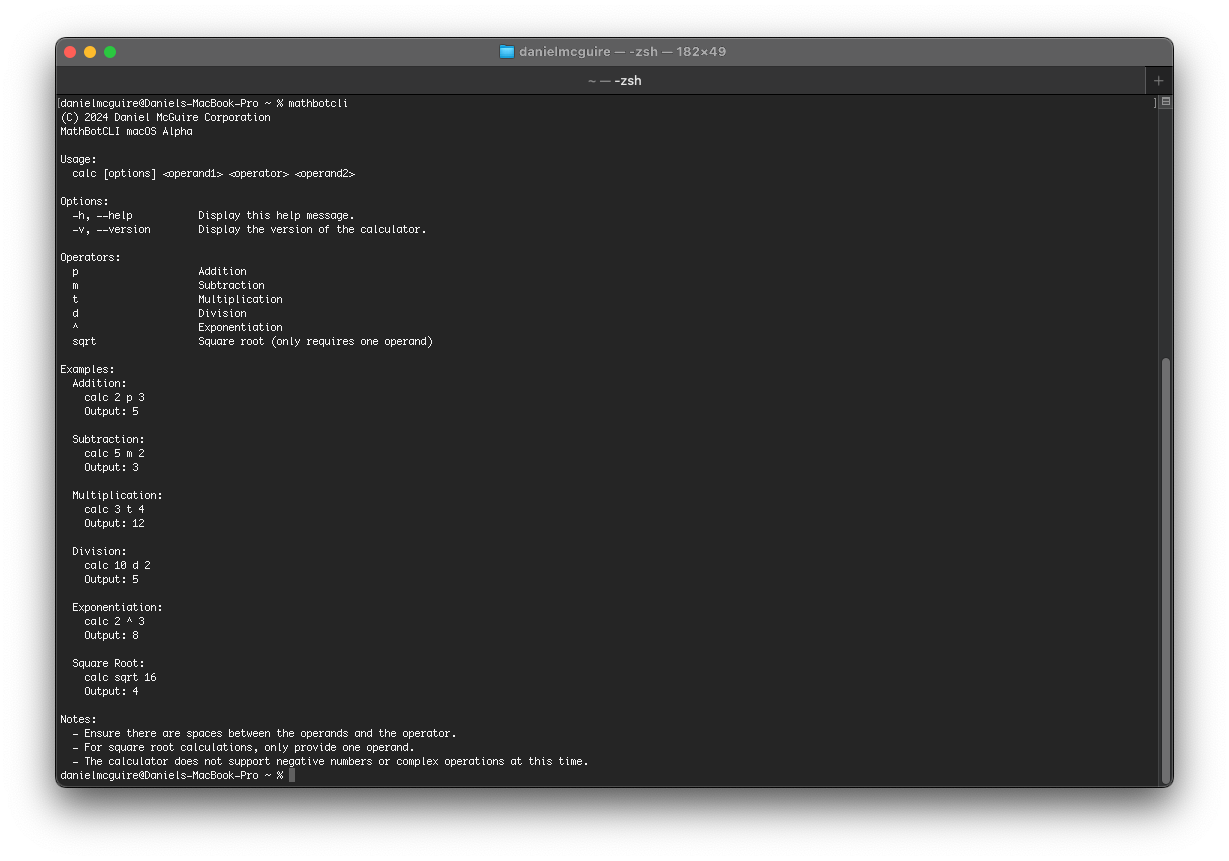 danielmcguire — -zsh — 182×49
~ — -zsh
[danielmcguire@Daniels-MacBook-Pro ~ % mathbotcli ]
(C) 2024 Daniel McGuire Corporation
MathBotCLI macOS Alpha
Usage:
calc [options] <operand1> <operator> <operand2>
Options:
-h, --help Display this help message.
-v, --version Display the version of the calculator.
Operators:
p Addition
m Subtraction
t Multiplication
d Division
^ Exponentiation
sqrt Square root (only requires one operand)
Examples:
Addition:
calc 2 p 3
Output: 5
Subtraction:
calc 5 m 2
Output: 3
Multiplication:
calc 3 t 4
Output: 12
Division:
calc 10 d 2
Output: 5
Exponentiation:
calc 2 ^ 3
Output: 8
Square Root:
calc sqrt 16
Output: 4
Notes:
- Ensure there are spaces between the operands and the operator.
- For square root calculations, only provide one operand.
- The calculator does not support negative numbers or complex operations at this time.
danielmcguire@Daniels-MacBook-Pro ~ %